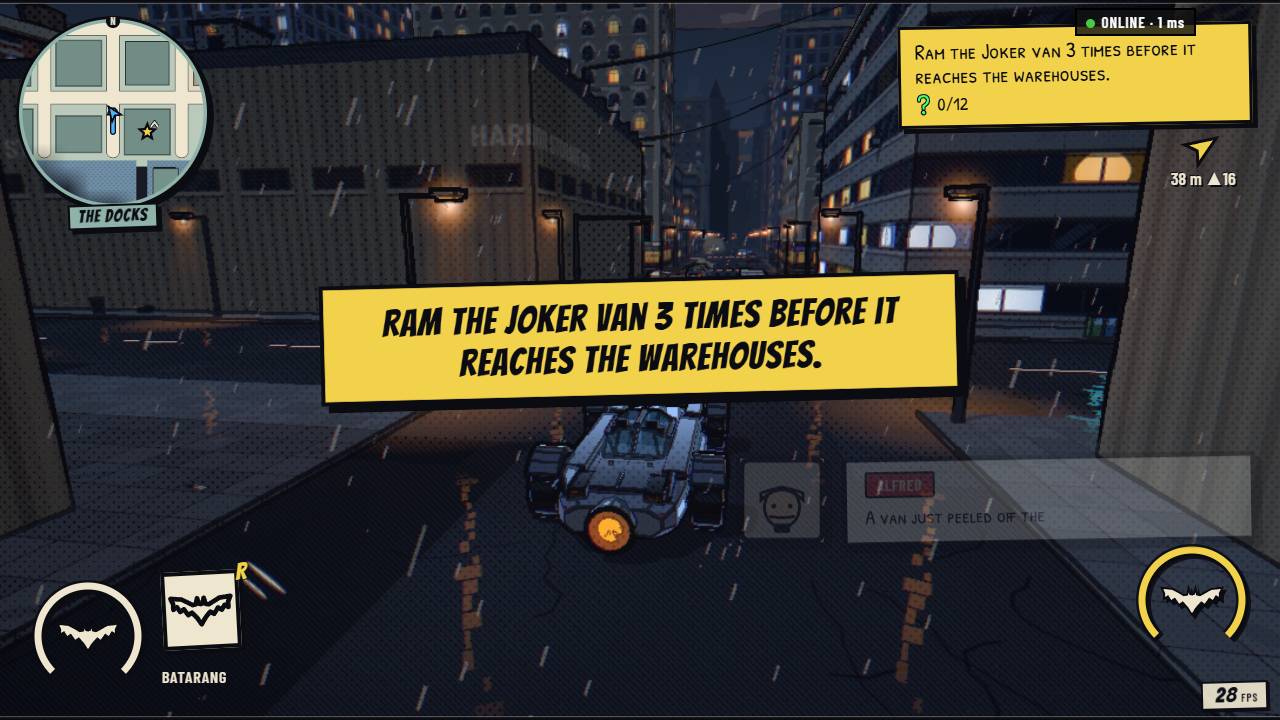 N
THE DOCKS
ONLINE · 1 ms
RAM THE JOKER VAN 3 TIMES BEFORE IT
REACHES THE WAREHOUSES.
? 0/12
38 m ▲16
RAM THE JOKER VAN 3 TIMES BEFORE IT
REACHES THE WAREHOUSES.
ALFRED
A VAN JUST PEELED OFF THE
R
BATARANG
28 FPS